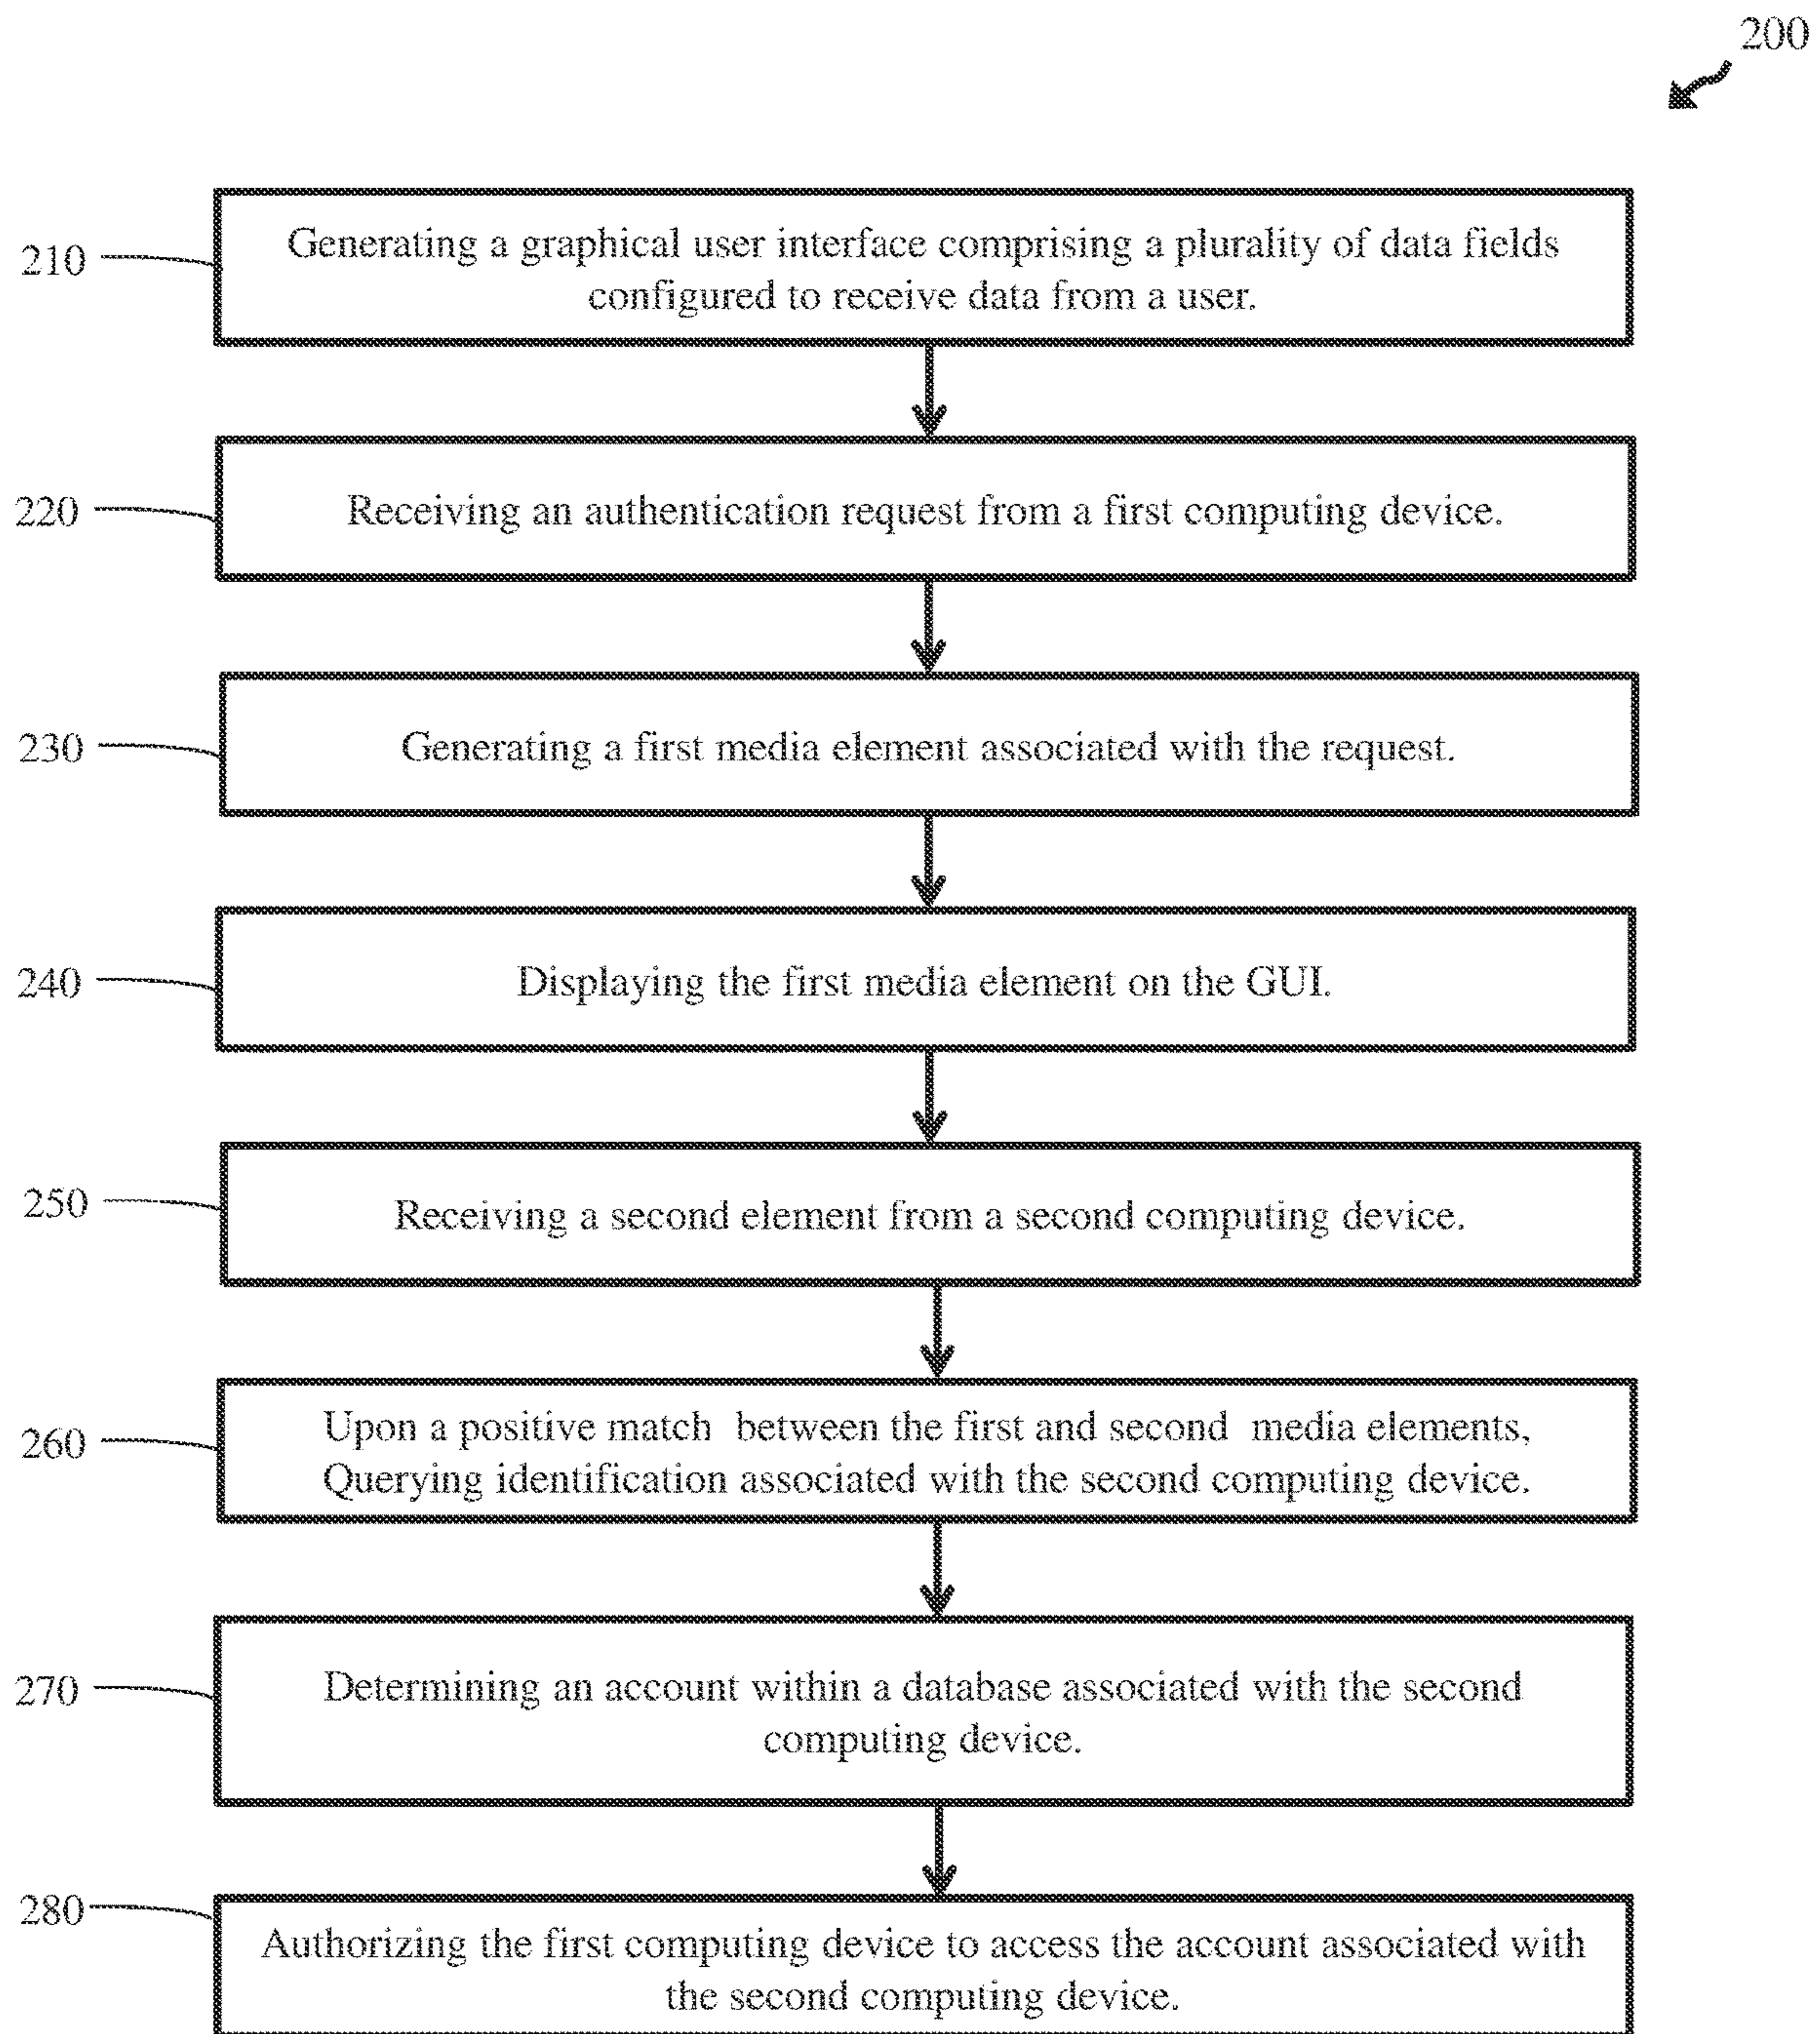 200
210
Generating a graphical user interface comprising a plurality of data fields
configured to receive data from a user.
220
Receiving an authentication request from a first computing device.
230
Generating a first media element associated with the request.
240
Displaying the first media element on the GUI.
250
Receiving a second element from a second computing device.
260
Upon a positive match between the first and second media elements,
Querying identification associated with the second computing device.
270
Determining an account within a database associated with the second
computing device.
280
Authorizing the first computing device to access the account associated with
the second computing device.